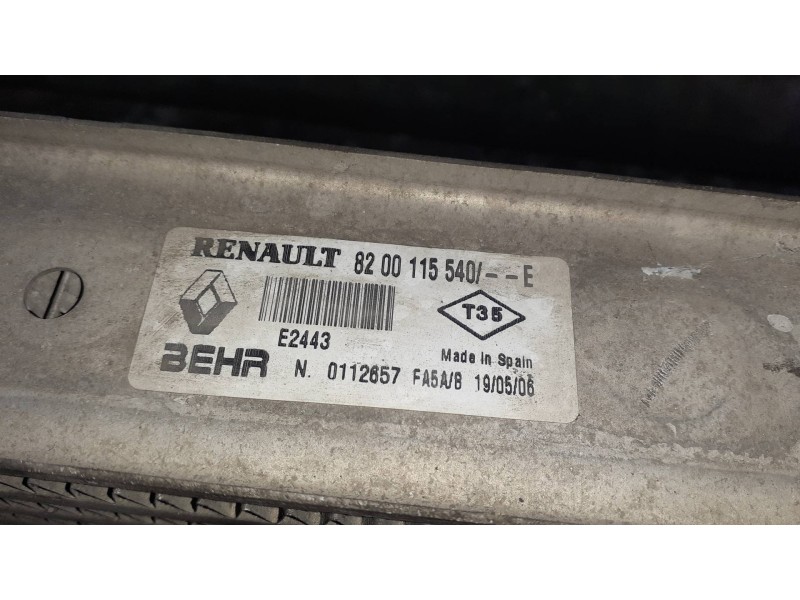 RENAULT 82 00 115 540/--E
E2443
T35
Made in Spain
BEHR N. 0112657 FA5A/B 19/05/06